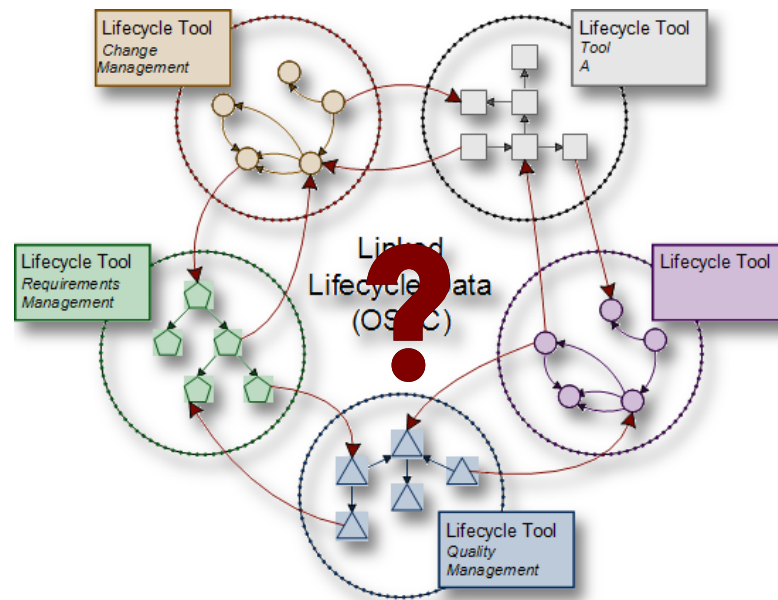 Lifecycle Tool
Change
Management
Lifecycle Tool
Tool
A
Linked
Lifecycle Data
(OS C)
?
Lifecycle Tool
Requirements
Management
Lifecycle Tool
Lifecycle Tool
Quality
Management